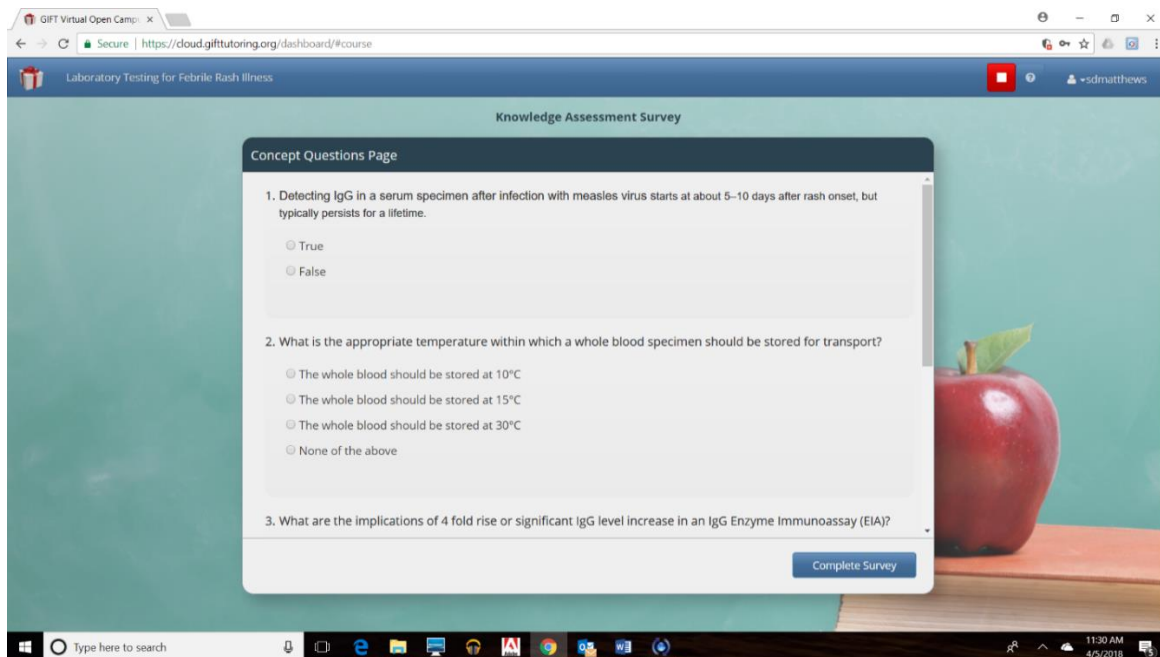 GIFT Virtual Open Camp
Secure | https://cloud.gifttutoring.org/dashboard/#course
Laboratory Testing for Febrile Rash Illness
sdmatthews
Knowledge Assessment Survey
Concept Questions Page
1. Detecting IgG in a serum specimen after infection with measles virus starts at about 5–10 days after rash onset, but
typically persists for a lifetime.
True
False
2. What is the appropriate temperature within which a whole blood specimen should be stored for transport?
The whole blood should be stored at 10°C
The whole blood should be stored at 15°C
The whole blood should be stored at 30°C
None of the above
3. What are the implications of 4 fold rise or significant IgG level increase in an IgG Enzyme Immunoassay (EIA)?
Complete Survey
Type here to search
11:30 AM
4/5/2018